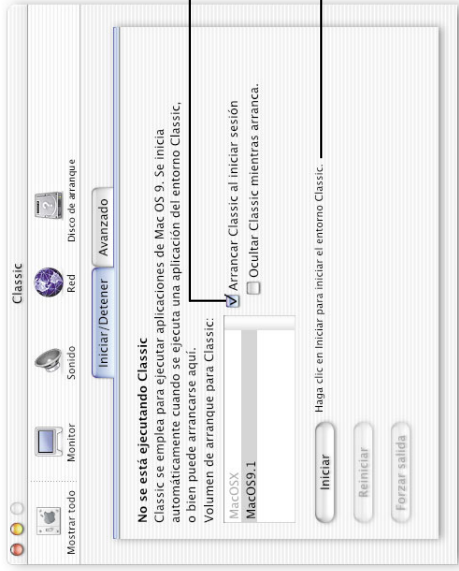 Classic
Mostrar todo
Monitor
Sonido
Red
Disco de arranque
Iniciar/Detener
Avanzado
No se está ejecutando Classic
Classic se emplea para ejecutar aplicaciones de Mac OS 9. Se inicia
automáticamente cuando se ejecuta una aplicación del entorno Classic,
o bien puede arrancarse aquí.
Volumen de arranque para Classic:
MacOSX
MacOS9.1
Arrancar Classic al iniciar sesión
Ocultar Classic mientras arranca.
Iniciar
Haga clic en Iniciar para iniciar el entorno Classic.
Reiniciar
Forzar salida